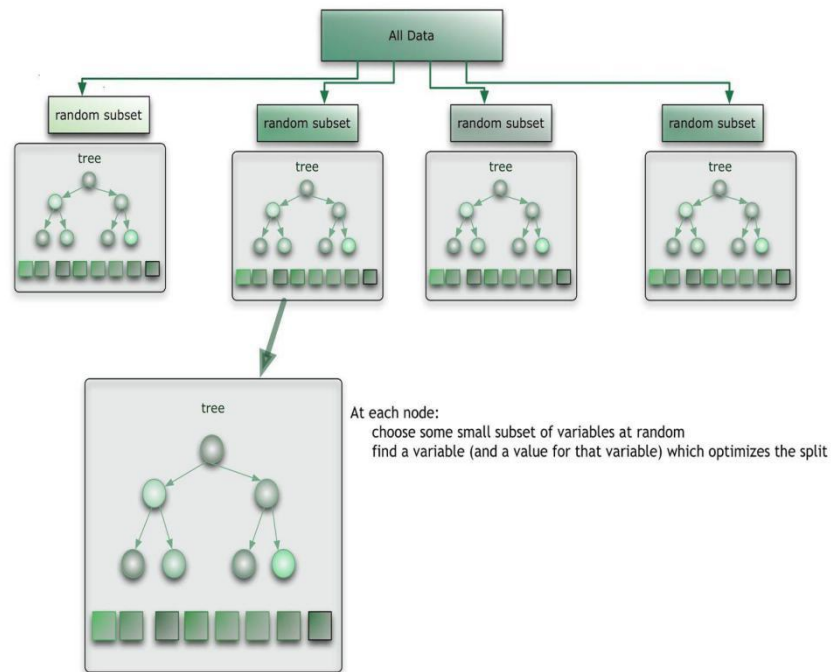 All Data
random subset
random subset
random subset
random subset
tree
tree
tree
tree
tree
At each node:
choose some small subset of variables at random
find a variable (and a value for that variable) which optimizes the split